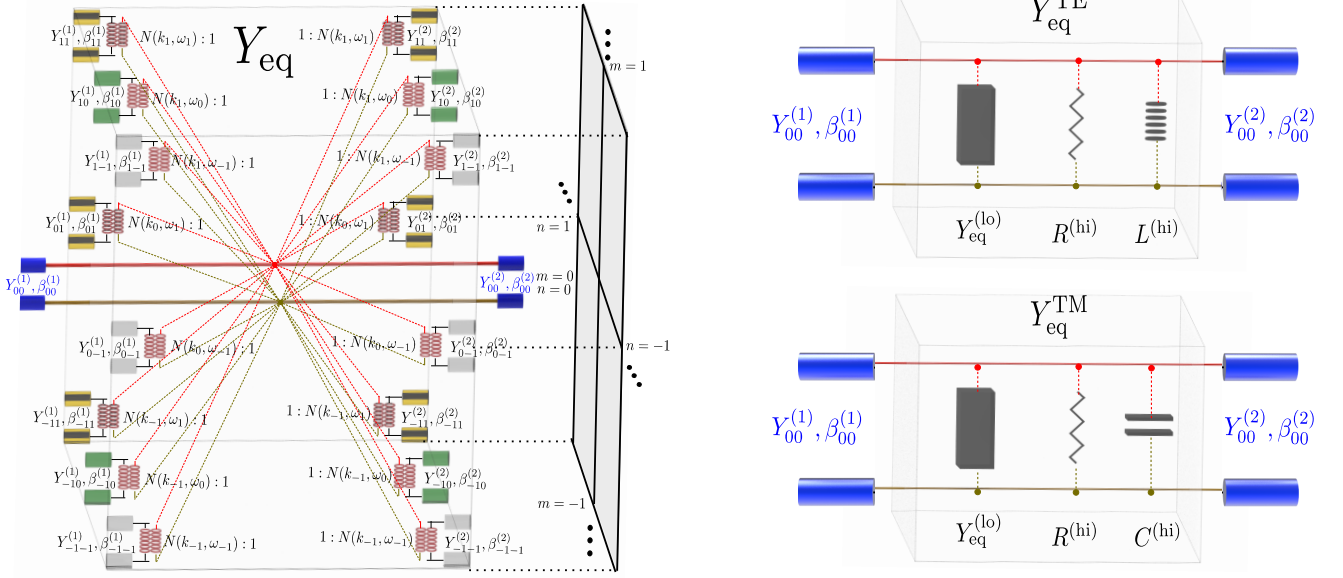 Y_{eq}
Y_{11}^{(1)}, β_{11}^{(1)} N(k_1, ω_1) : 1
1 : N(k_1, ω_1) Y_{11}^{(2)}, β_{11}^{(2)}
m = 1
Y_{10}^{(1)}, β_{10}^{(1)} N(k_1, ω_0) : 1
1 : N(k_1, ω_0) Y_{10}^{(2)}, β_{10}^{(2)}
Y_{1-1}^{(1)}, β_{1-1}^{(1)} N(k_1, ω_{-1}) : 1
1 : N(k_1, ω_{-1}) Y_{1-1}^{(2)}, β_{1-1}^{(2)}
Y_{01}^{(1)}, β_{01}^{(1)} N(k_0, ω_1) : 1
1 : N(k_0, ω_1) Y_{01}^{(2)}, β_{01}^{(2)}
n = 1
Y_{00}^{(1)}, β_{00}^{(1)}
Y_{00}^{(2)}, β_{00}^{(2)}
m = 0
n = 0
Y_{0-1}^{(1)}, β_{0-1}^{(1)} N(k_0, ω_{-1}) : 1
1 : N(k_0, ω_{-1}) Y_{0-1}^{(2)}, β_{0-1}^{(2)}
n = -1
Y_{-11}^{(1)}, β_{-11}^{(1)} N(k_{-1}, ω_1) : 1
1 : N(k_{-1}, ω_1) Y_{-11}^{(2)}, β_{-11}^{(2)}
Y_{-10}^{(1)}, β_{-10}^{(1)} N(k_{-1}, ω_0) : 1
1 : N(k_{-1}, ω_0) Y_{-10}^{(2)}, β_{-10}^{(2)}
m = -1
Y_{-1-1}^{(1)}, β_{-1-1}^{(1)} N(k_{-1}, ω_{-1}) : 1
1 : N(k_{-1}, ω_{-1}) Y_{-1-1}^{(2)}, β_{-1-1}^{(2)}
Y_{eq}^{TE}
Y_{00}^{(1)}, β_{00}^{(1)}
Y_{00}^{(2)}, β_{00}^{(2)}
Y_{eq}^{(lo)} R^{(hi)} L^{(hi)}
Y_{eq}^{TM}
Y_{00}^{(1)}, β_{00}^{(1)}
Y_{00}^{(2)}, β_{00}^{(2)}
Y_{eq}^{(lo)} R^{(hi)} C^{(hi)}